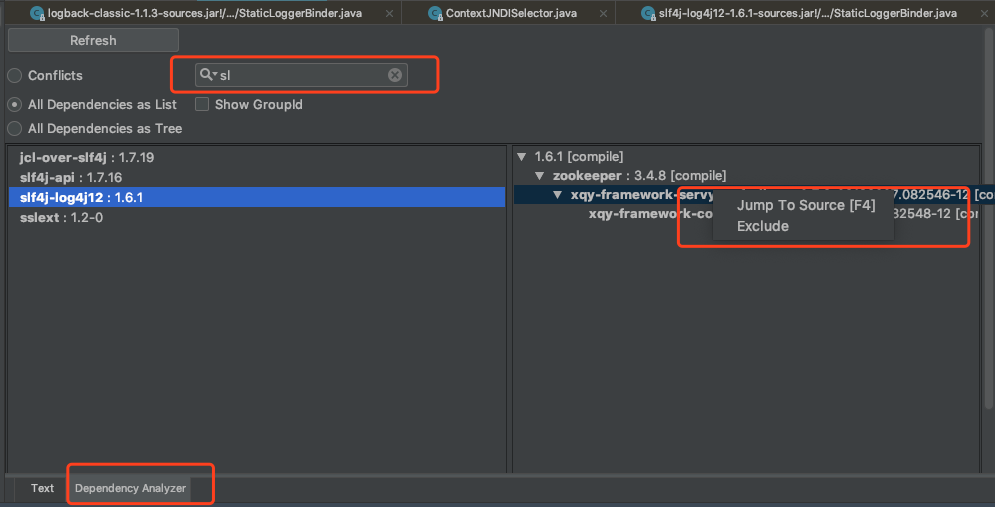 logback-classic-1.1.3-sources.jar!/.../StaticLoggerBinder.java
ContextJNDISelector.java
slf4j-log4j12-1.6.1-sources.jar!/.../StaticLoggerBinder.java
Refresh
Conflicts
sl
All Dependencies as List
Show GroupId
All Dependencies as Tree
jcl-over-slf4j : 1.7.19
slf4j-api : 1.7.16
slf4j-log4j12 : 1.6.1
sslext : 1.2-0
1.6.1 [compile]
zookeeper : 3.4.8 [compile]
xqy-framework-servy 7.082546-12 [co
xqy-framework-co 82548-12 [con
Jump To Source [F4]
Exclude
Text
Dependency Analyzer